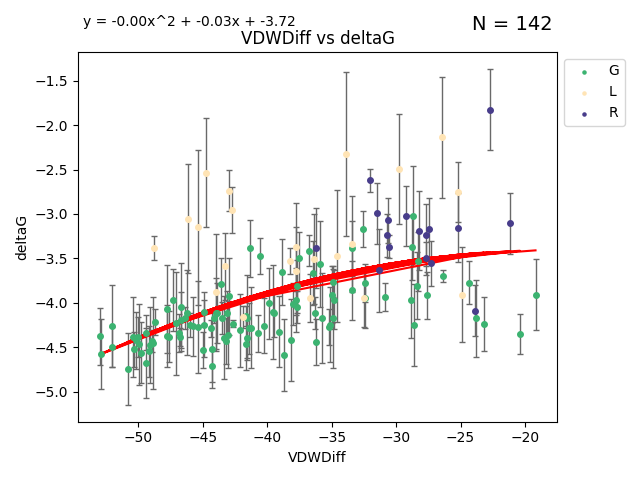 y = -0.00x^2 + -0.03x + -3.72
N = 142
VDWDiff vs deltaG
G
L
R
deltaG
−1.5
−2.0
−2.5
−3.0
−3.5
−4.0
−4.5
−5.0
−50
−45
−40
−35
−30
−25
−20
VDWDiff